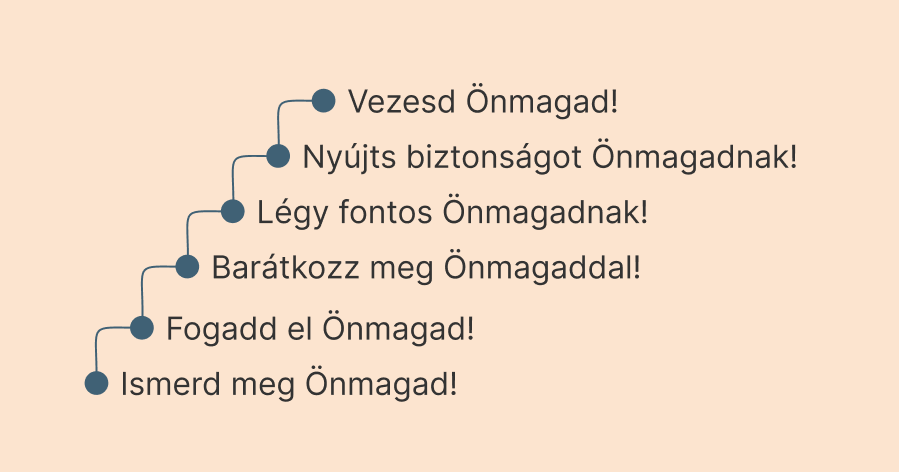 Vezesd Önmagad!
Nyújts biztonságot Önmagadnak!
Légy fontos Önmagadnak!
Barátkozz meg Önmagaddal!
Fogadd el Önmagad!
Ismerd meg Önmagad!